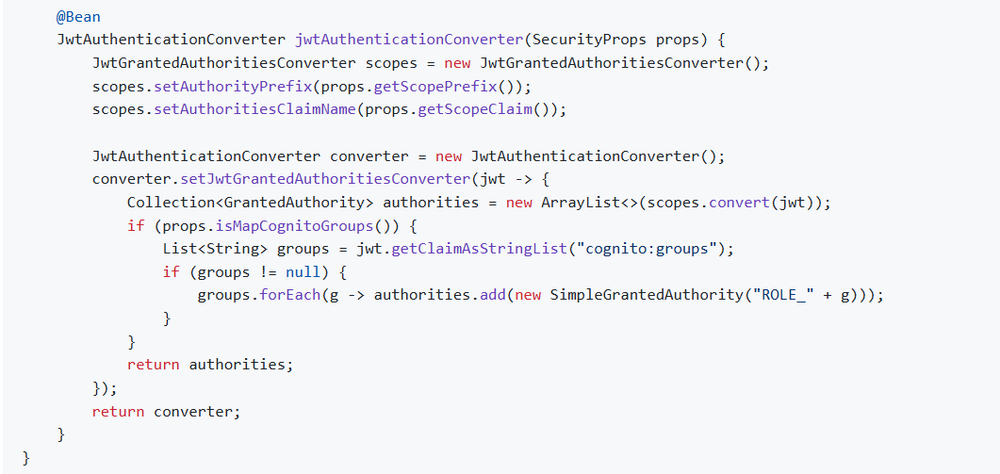 @Bean
JwtAuthenticationConverter jwtAuthenticationConverter(SecurityProps props) {
JwtGrantedAuthoritiesConverter scopes = new JwtGrantedAuthoritiesConverter();
scopes.setAuthorityPrefix(props.getScopePrefix());
scopes.setAuthoritiesClaimName(props.getScopeClaim());
JwtAuthenticationConverter converter = new JwtAuthenticationConverter();
converter.setJwtGrantedAuthoritiesConverter(jwt -> {
Collection<GrantedAuthority> authorities = new ArrayList<>(scopes.convert(jwt));
if (props.isMapCognitoGroups()) {
List<String> groups = jwt.getClaimAsStringList("cognito:groups");
if (groups != null) {
groups.forEach(g -> authorities.add(new SimpleGrantedAuthority("ROLE_" + g)));
}
}
return authorities;
});
return converter;
}
}